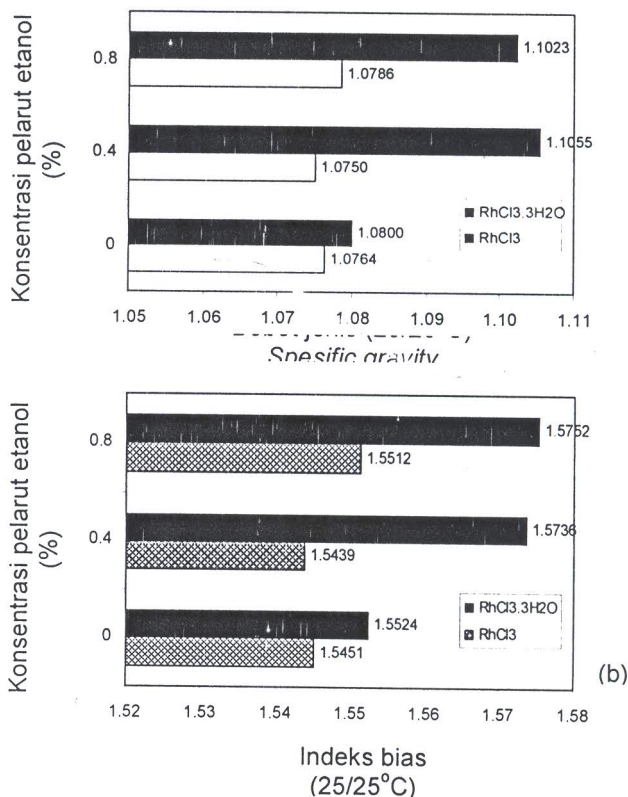 Konsentrasi pelarut etanol
(%)
0.8
0.4
0
1.1023
1.0786
1.1055
1.0750
1.0800
1.0764
RhCl3.3H2O
RhCl3
1.05 1.06 1.07 1.08 1.09 1.10 1.11
Spesific gravity
Konsentrasi pelarut etanol
(%)
0.8
0.4
0
1.5752
1.5512
1.5736
1.5439
1.5524
1.5451
RhCl3.3H2O
RhCl3
(b)
1.52 1.53 1.54 1.55 1.56 1.57 1.58
Indeks bias
(25/25°C)